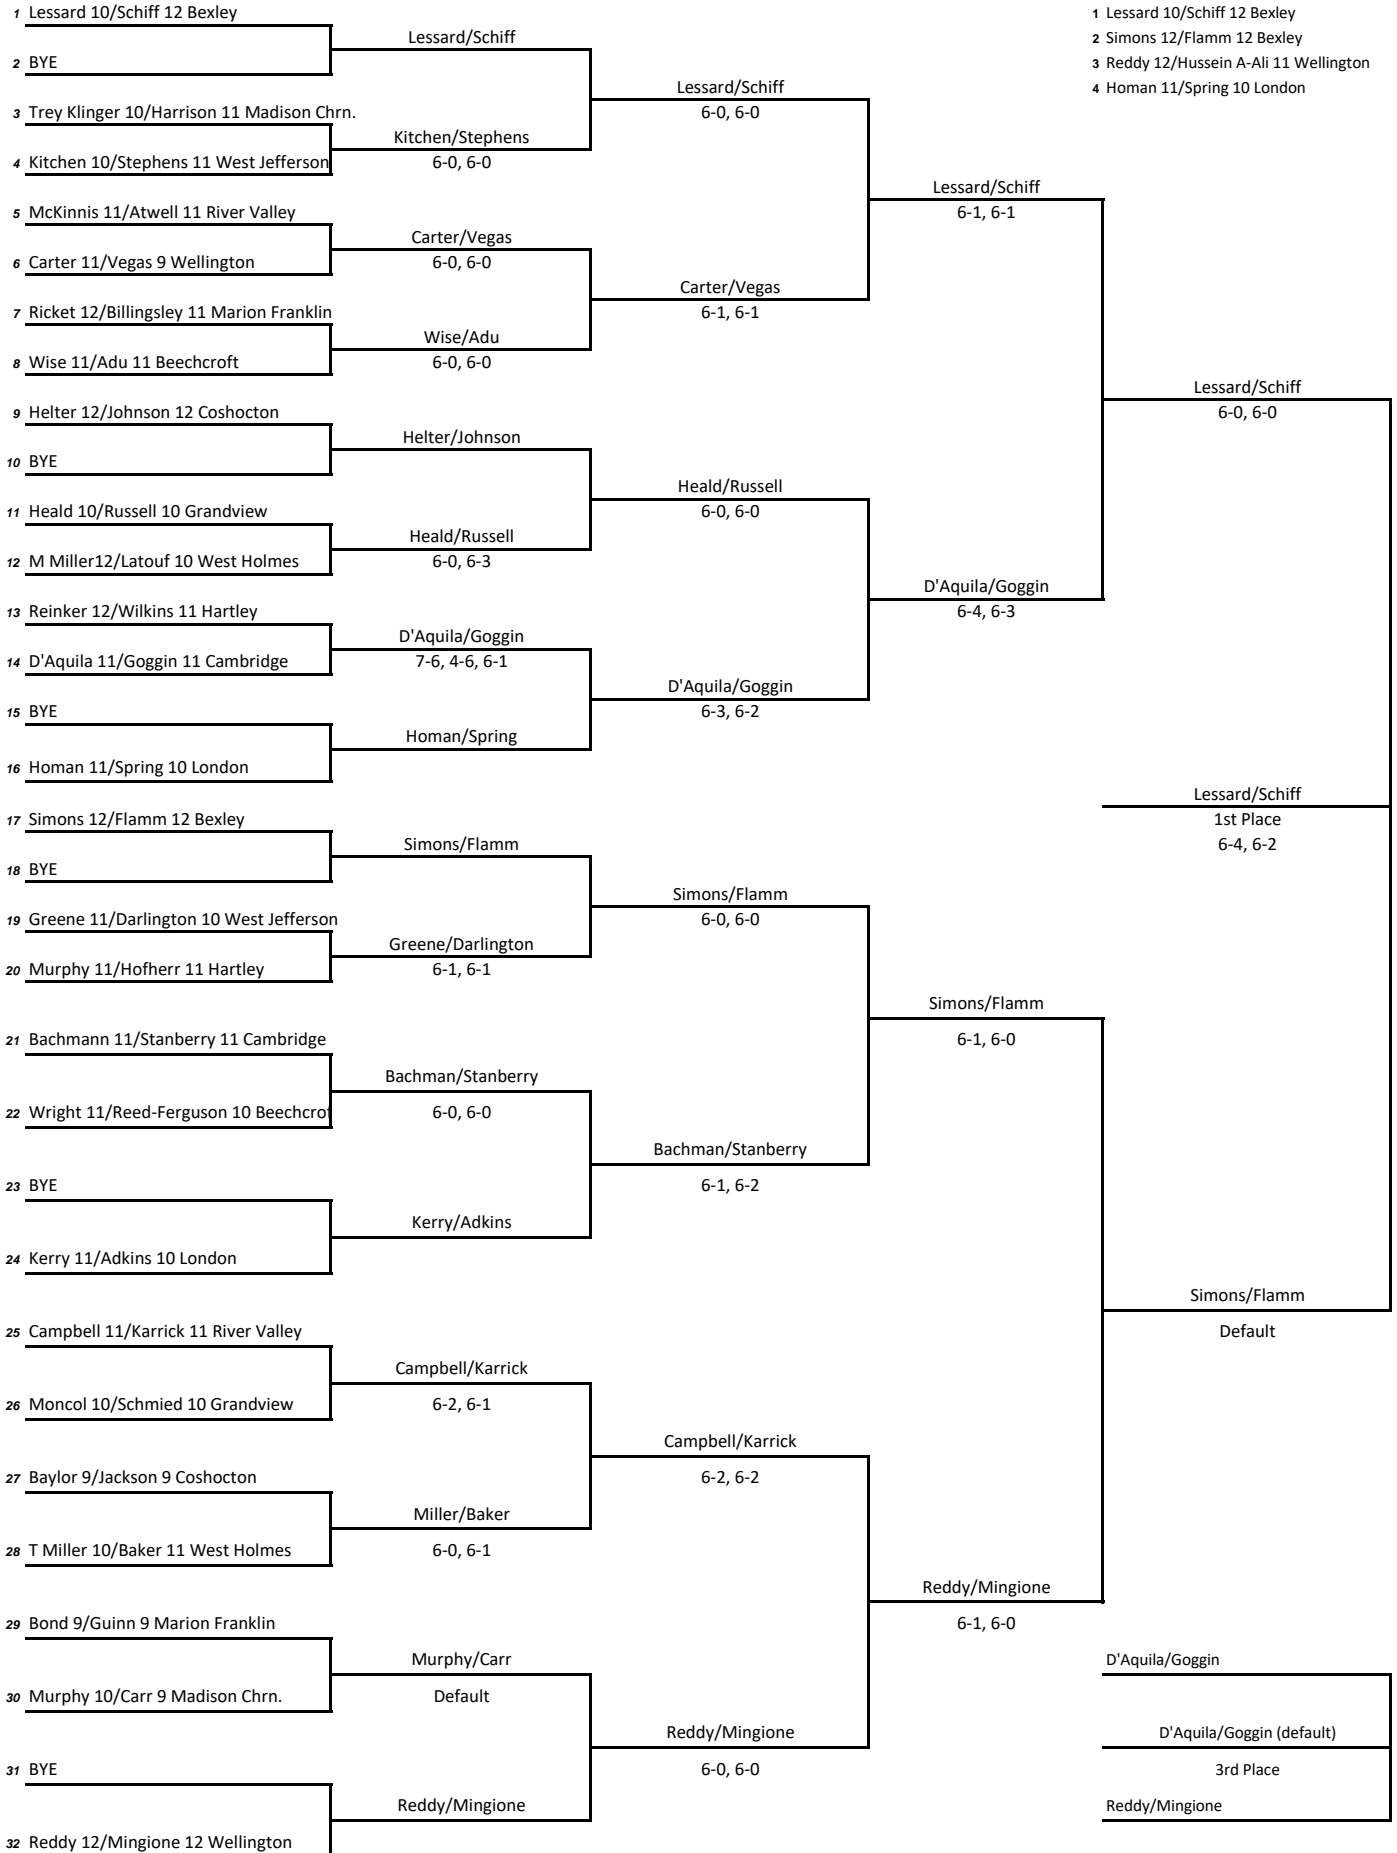 1 Lessard 10/Schiff 12 Bexley
2 BYE
3 Trey Klinger 10/Harrison 11 Madison Chrn.
4 Kitchen 10/Stephens 11 West Jefferson
5 McKinnis 11/Atwell 11 River Valley
6 Carter 11/Vegas 9 Wellington
7 Ricket 12/Billingsley 11 Marion Franklin
8 Wise 11/Adu 11 Beechcroft
9 Helter 12/Johnson 12 Coshocton
10 BYE
11 Heald 10/Russell 10 Grandview
12 M Miller12/Latouf 10 West Holmes
13 Reinker 12/Wilkins 11 Hartley
14 D'Aquila 11/Goggin 11 Cambridge
15 BYE
16 Homan 11/Spring 10 London
17 Simons 12/Flamm 12 Bexley
18 BYE
19 Greene 11/Darlington 10 West Jefferson
20 Murphy 11/Hofherr 11 Hartley
21 Bachmann 11/Stanberry 11 Cambridge
22 Wright 11/Reed-Ferguson 10 Beechcrof
23 BYE
24 Kerry 11/Adkins 10 London
25 Campbell 11/Karrick 11 River Valley
26 Moncol 10/Schmied 10 Grandview
27 Baylor 9/Jackson 9 Coshocton
28 T Miller 10/Baker 11 West Holmes
29 Bond 9/Guinn 9 Marion Franklin
30 Murphy 10/Carr 9 Madison Chrn.
31 BYE
32 Reddy 12/Mingione 12 Wellington
Lessard/Schiff
Kitchen/Stephens
6-0, 6-0
Carter/Vegas
6-0, 6-0
Wise/Adu
6-0, 6-0
Helter/Johnson
Heald/Russell
6-0, 6-3
D'Aquila/Goggin
7-6, 4-6, 6-1
Homan/Spring
Simons/Flamm
Greene/Darlington
6-1, 6-1
Bachman/Stanberry
6-0, 6-0
Kerry/Adkins
Campbell/Karrick
6-2, 6-1
Miller/Baker
6-0, 6-1
Murphy/Carr
Default
Reddy/Mingione
Lessard/Schiff
6-0, 6-0
Carter/Vegas
6-1, 6-1
Heald/Russell
6-0, 6-0
D'Aquila/Goggin
6-3, 6-2
Simons/Flamm
6-0, 6-0
Bachman/Stanberry
6-1, 6-2
Campbell/Karrick
6-2, 6-2
Reddy/Mingione
6-0, 6-0
Lessard/Schiff
6-1, 6-1
D'Aquila/Goggin
6-4, 6-3
Simons/Flamm
6-1, 6-0
Reddy/Mingione
6-1, 6-0
1 Lessard 10/Schiff 12 Bexley
2 Simons 12/Flamm 12 Bexley
3 Reddy 12/Hussein A-Ali 11 Wellington
4 Homan 11/Spring 10 London
Lessard/Schiff
6-0, 6-0
Lessard/Schiff
1st Place
6-4, 6-2
Simons/Flamm
Default
D'Aquila/Goggin
D'Aquila/Goggin (default)
3rd Place
Reddy/Mingione